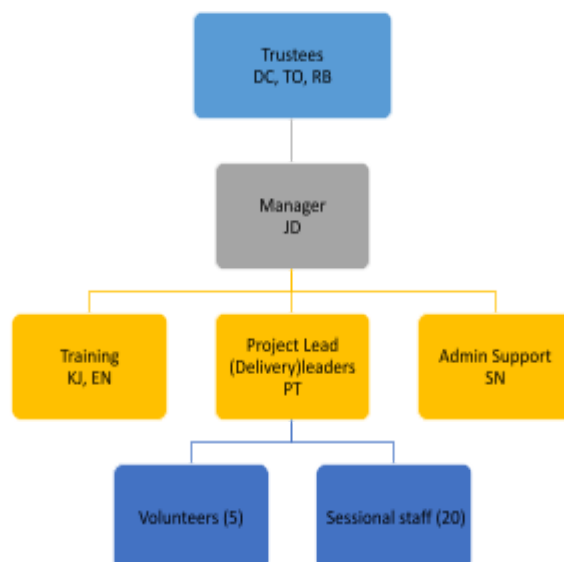 Trustees
DC, TO, RB
Manager
JD
Training
KJ, EN
Project Lead
(Delivery)leaders
PT
Admin Support
SN
Volunteers (5)
Sessional staff (20)